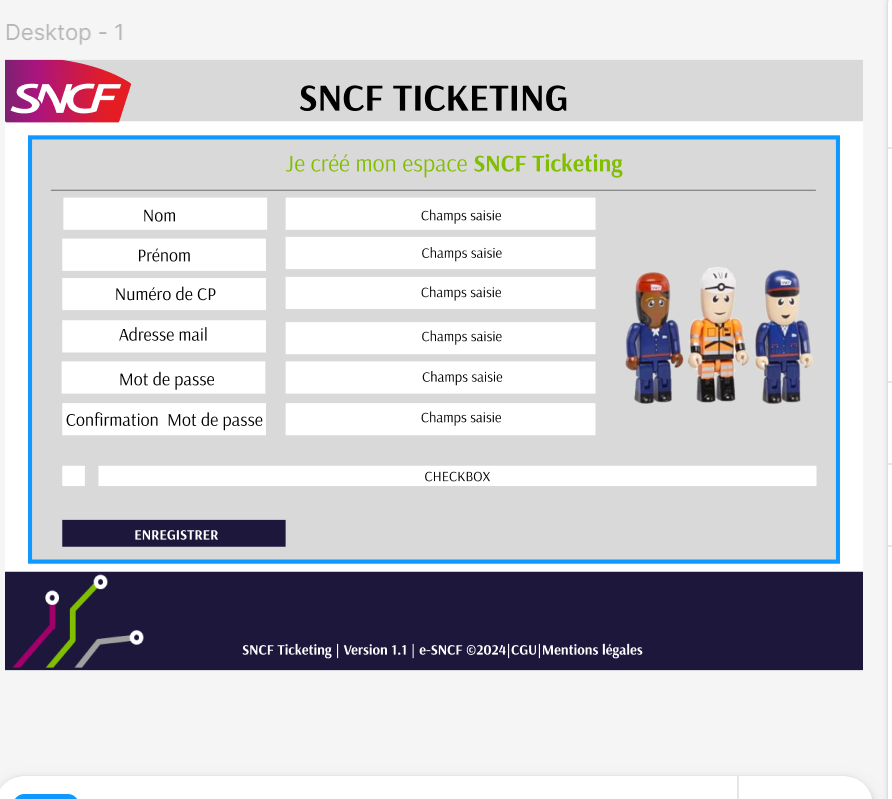 Desktop - 1
SNCF
SNCF TICKETING
Je créé mon espace SNCF Ticketing
Nom
Champs saisie
Prénom
Champs saisie
Numéro de CP
Champs saisie
Adresse mail
Champs saisie
Mot de passe
Champs saisie
Confirmation Mot de passe
Champs saisie
CHECKBOX
ENREGISTRER
SNCF Ticketing | Version 1.1 | e-SNCF ©2024|CGU|Mentions légales